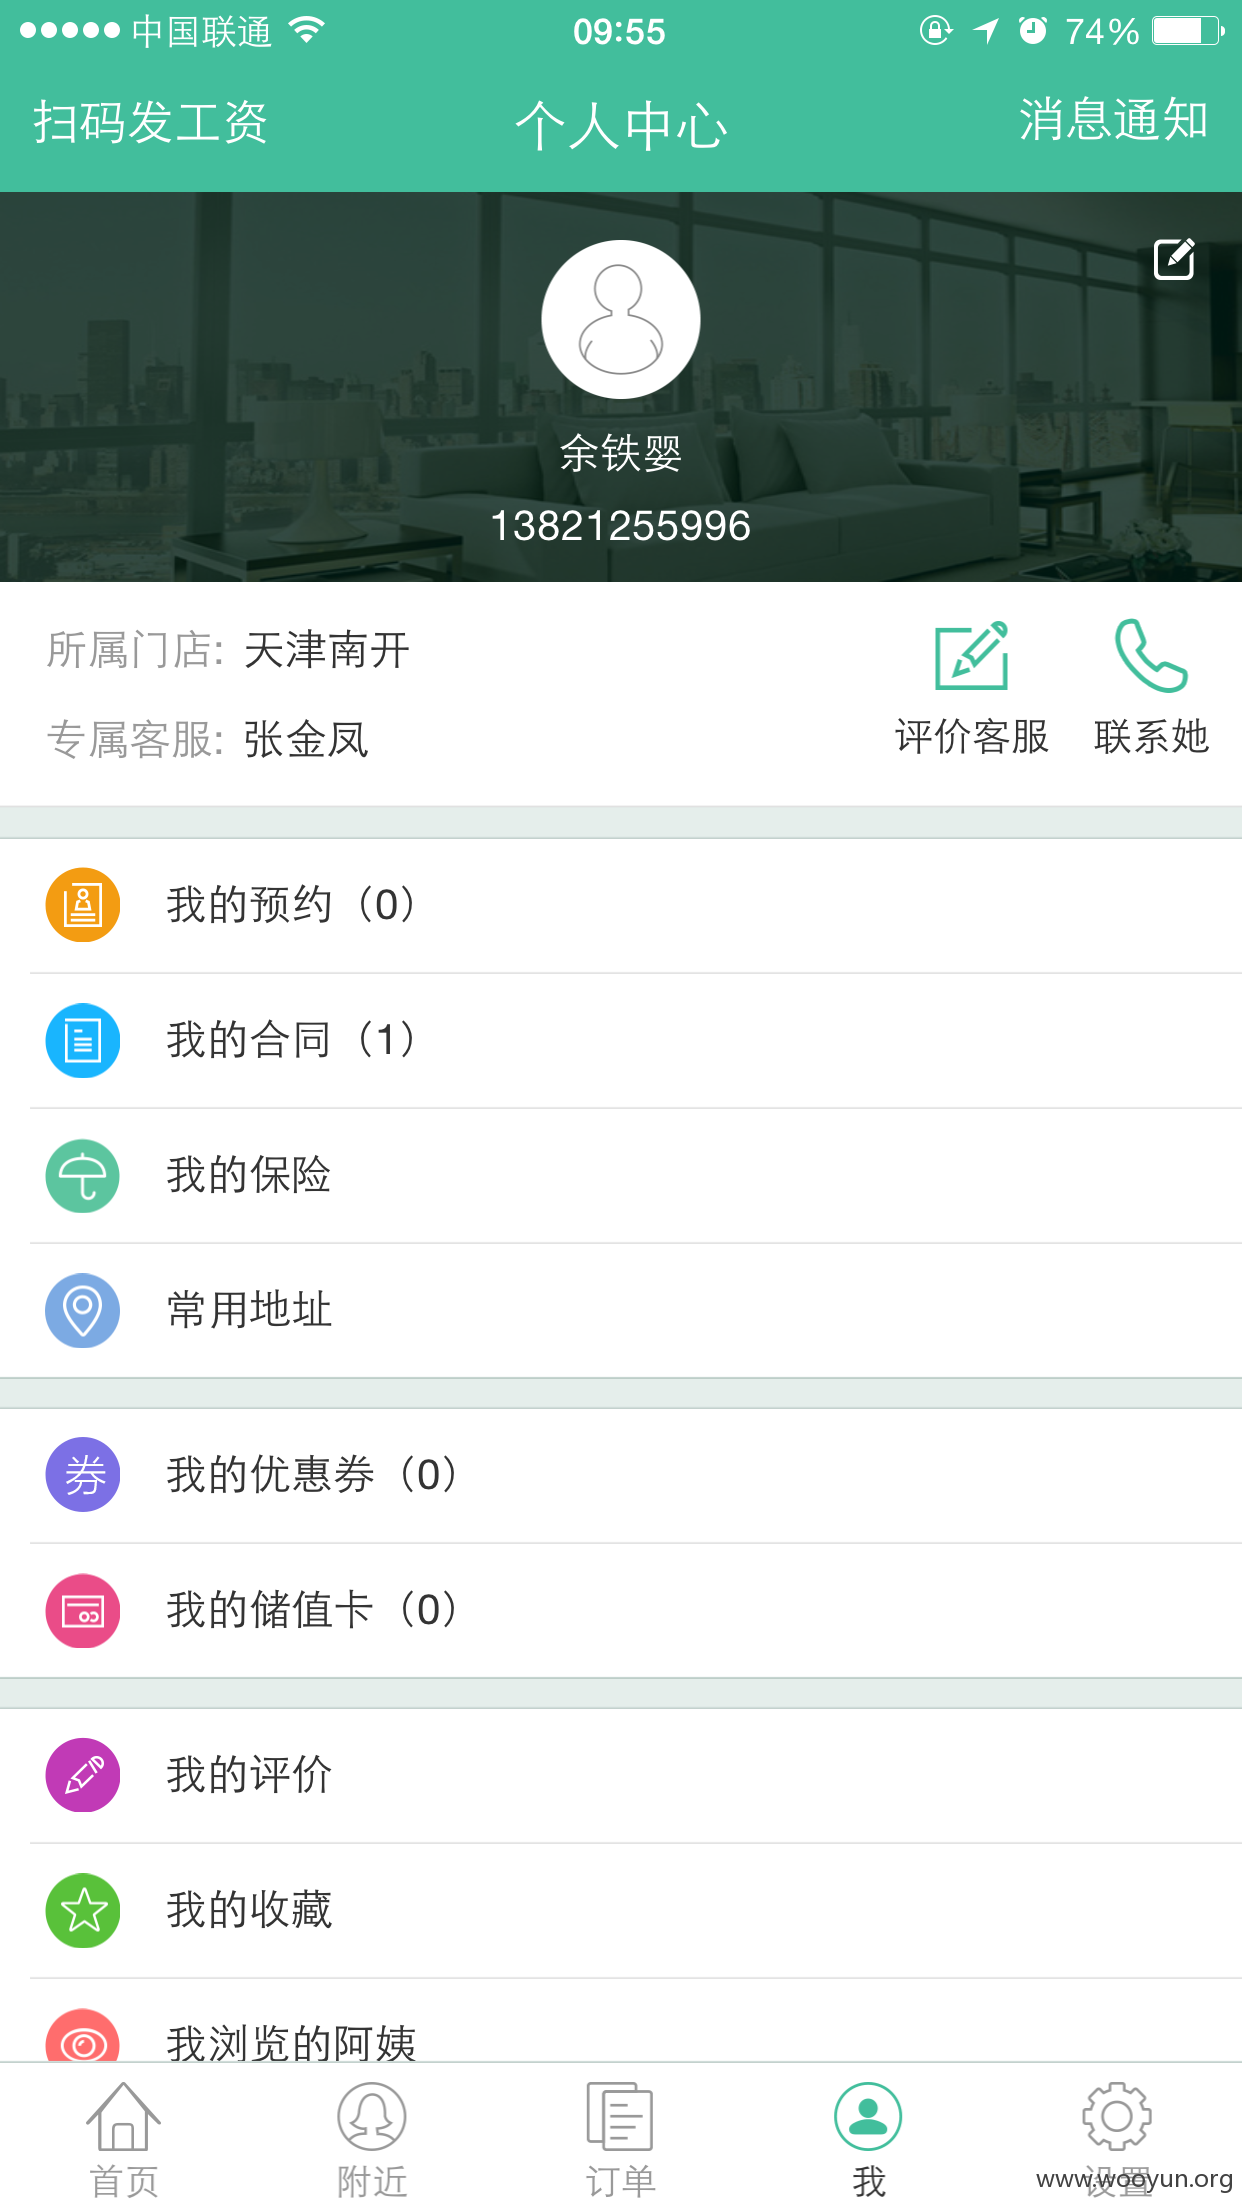 中国联通 09:55 74%
扫码发工资 个人中心 消息通知
余铁婴
13821255996
所属门店: 天津南开
专属客服: 张金凤
评价客服 联系她
我的预约（0）
我的合同（1）
我的保险
常用地址
券 我的优惠券（0）
我的储值卡（0）
我的评价
我的收藏
我浏览的阿姨
首页 附近 订单 我 设置
www.wooyun.org